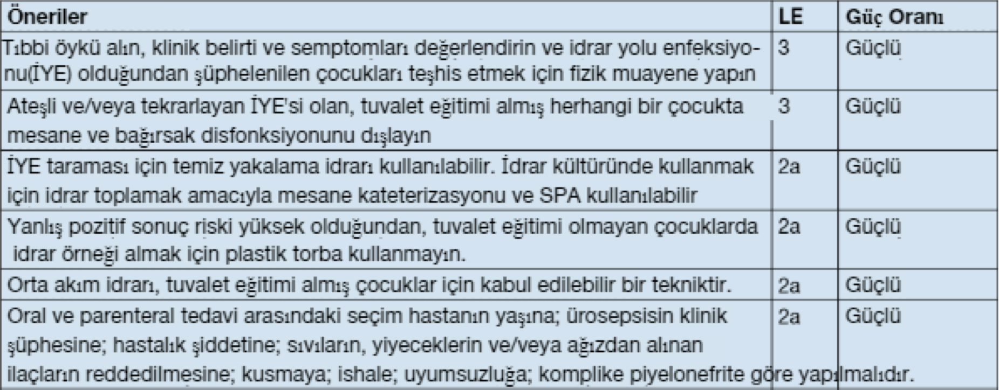 Öneriler LE Güç Oranı
Tıbbi öykü alın, klinik belirti ve semptomları değerlendirin ve idrar yolu enfeksiyo- 3 Güçlü
nu(İYE) olduğundan şüphelenilen çocukları teşhis etmek için fizik muayene yapın
Ateşli ve/veya tekrarlayan İYE'si olan, tuvalet eğitimi almış herhangi bir çocukta 3 Güçlü
mesane ve bağırsak disfonksiyonunu dışlayın
İYE taraması için temiz yakalama idrarı kullanılabilir. İdrar kültüründe kullanmak 2a Güçlü
için idrar toplamak amacıyla mesane kateterizasyonu ve SPA kullanılabilir
Yanlış pozitif sonuç riski yüksek olduğundan, tuvalet eğitimi olmayan çocuklarda 2a Güçlü
idrar örneği almak için plastik torba kullanmayın.
Orta akım idrarı, tuvalet eğitimi almış çocuklar için kabul edilebilir bir tekniktir. 2a Güçlü
Oral ve parenteral tedavi arasındaki seçim hastanın yaşına; ürosepsisin klinik 2a Güçlü
şüphesine; hastalık şiddetine; sıvıların, yiyeceklerin ve/veya ağızdan alınan
ilaçların reddedilmesine; kusmaya; ishale; uyumsuzluğa; komplike piyelonefrite göre yapılmalıdır.